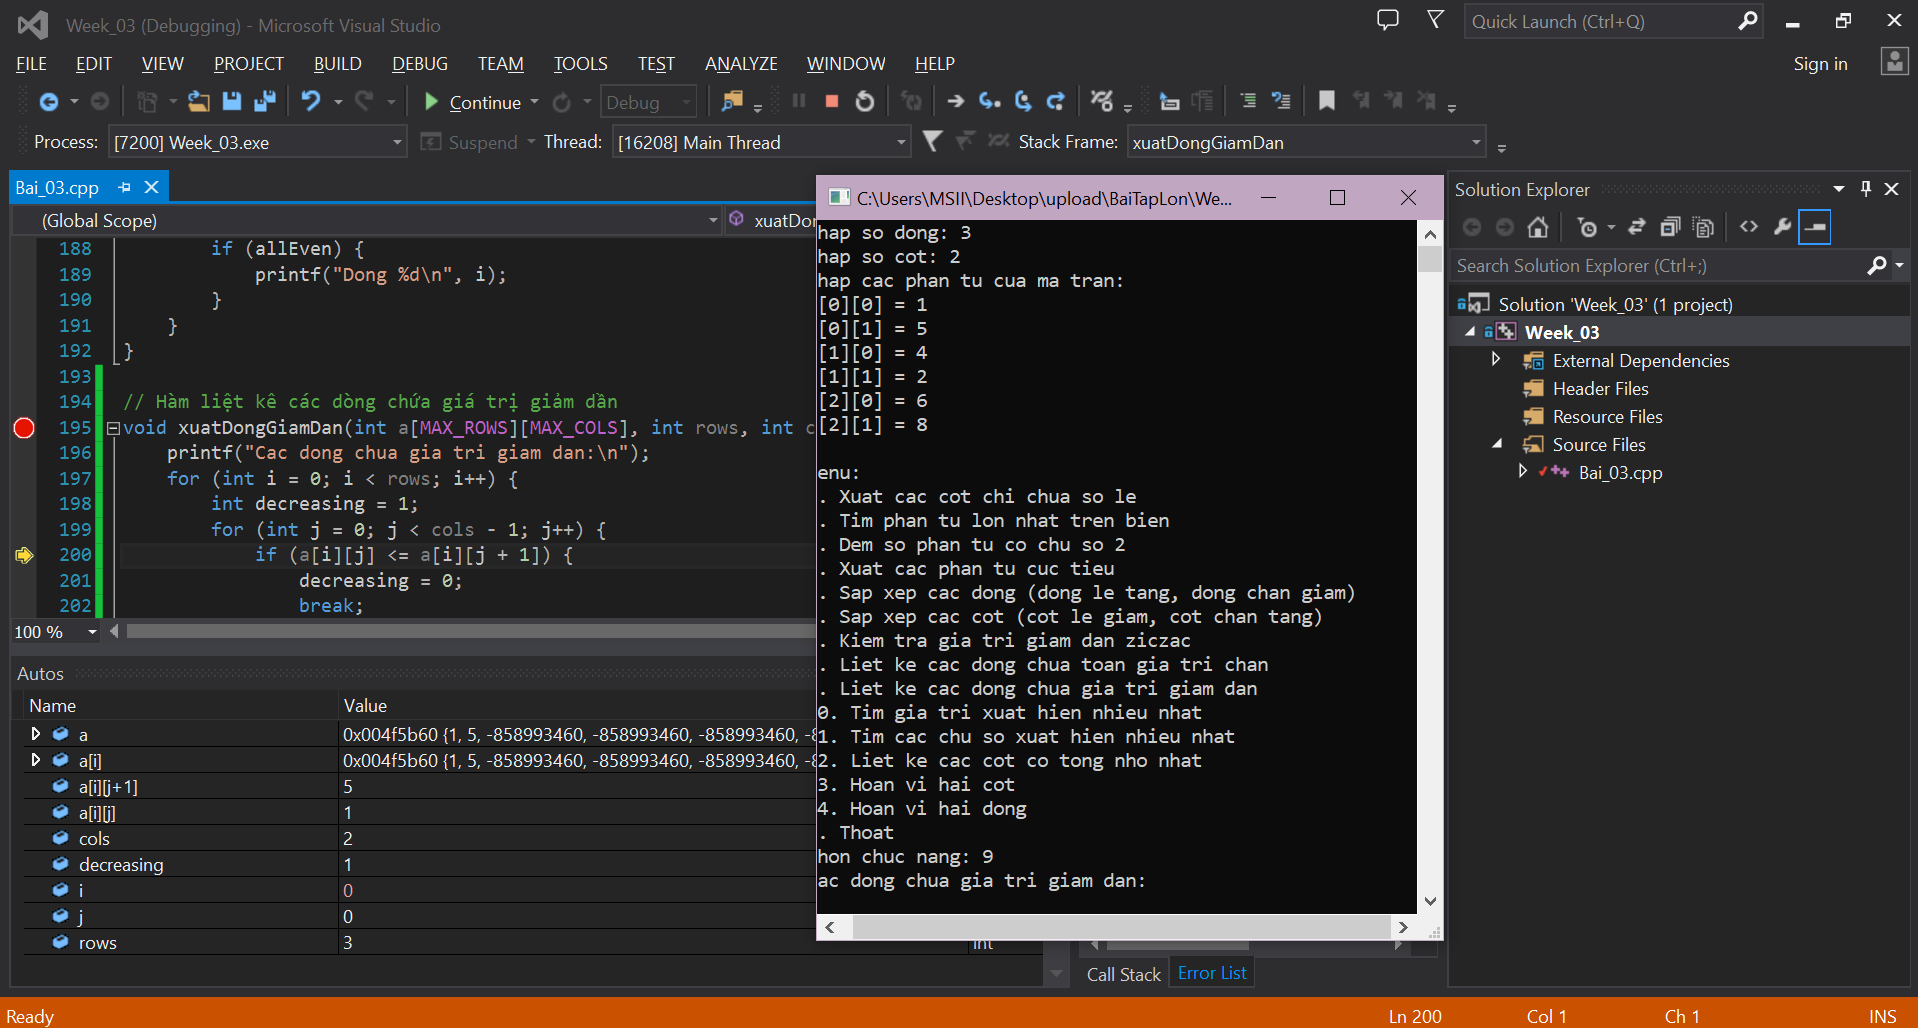 Week_03 (Debugging) - Microsoft Visual Studio
Quick Launch (Ctrl+Q)
FILE EDIT VIEW PROJECT BUILD DEBUG TEAM TOOLS TEST ANALYZE WINDOW HELP
Sign in
Continue Debug
Process: [7200] Week_03.exe Suspend Thread: [16208] Main Thread Stack Frame: xuatDongGiamDan
Bai_03.cpp
(Global Scope) xuatDon
188 if (allEven) {
189 printf("Dong %d\n", i);
190 }
191 }
192 }
193
194 // Hàm liệt kê các dòng chứa giá trị giảm dần
195 void xuatDongGiamDan(int a[MAX_ROWS][MAX_COLS], int rows, int c
196 printf("Cac dong chua gia tri giam dan:\n");
197 for (int i = 0; i < rows; i++) {
198 int decreasing = 1;
199 for (int j = 0; j < cols - 1; j++) {
200 if (a[i][j] <= a[i][j + 1]) {
201 decreasing = 0;
202 break;
100 %
Autos
Name Value
a 0x004f5b60 {1, 5, -858993460, -858993460, -858993460, -8
a[i] 0x004f5b60 {1, 5, -858993460, -858993460, -858993460, -8
a[i][j+1] 5
a[i][j] 1
cols 2
decreasing 1
i 0
j 0
rows 3 int
C:\Users\MSII\Desktop\upload\BaiTapLon\We...
hap so dong: 3
hap so cot: 2
hap cac phan tu cua ma tran:
[0][0] = 1
[0][1] = 5
[1][0] = 4
[1][1] = 2
[2][0] = 6
[2][1] = 8
enu:
. Xuat cac cot chi chua so le
. Tim phan tu lon nhat tren bien
. Dem so phan tu co chu so 2
. Xuat cac phan tu cuc tieu
. Sap xep cac dong (dong le tang, dong chan giam)
. Sap xep cac cot (cot le giam, cot chan tang)
. Kiem tra gia tri giam dan ziczac
. Liet ke cac dong chua toan gia tri chan
. Liet ke cac dong chua gia tri giam dan
0. Tim gia tri xuat hien nhieu nhat
1. Tim cac chu so xuat hien nhieu nhat
2. Liet ke cac cot co tong nho nhat
3. Hoan vi hai cot
4. Hoan vi hai dong
. Thoat
hon chuc nang: 9
ac dong chua gia tri giam dan:
Call Stack Error List
Solution Explorer
Search Solution Explorer (Ctrl+;)
Solution 'Week_03' (1 project)
Week_03
External Dependencies
Header Files
Resource Files
Source Files
Bai_03.cpp
Ready Ln 200 Col 1 Ch 1 INS